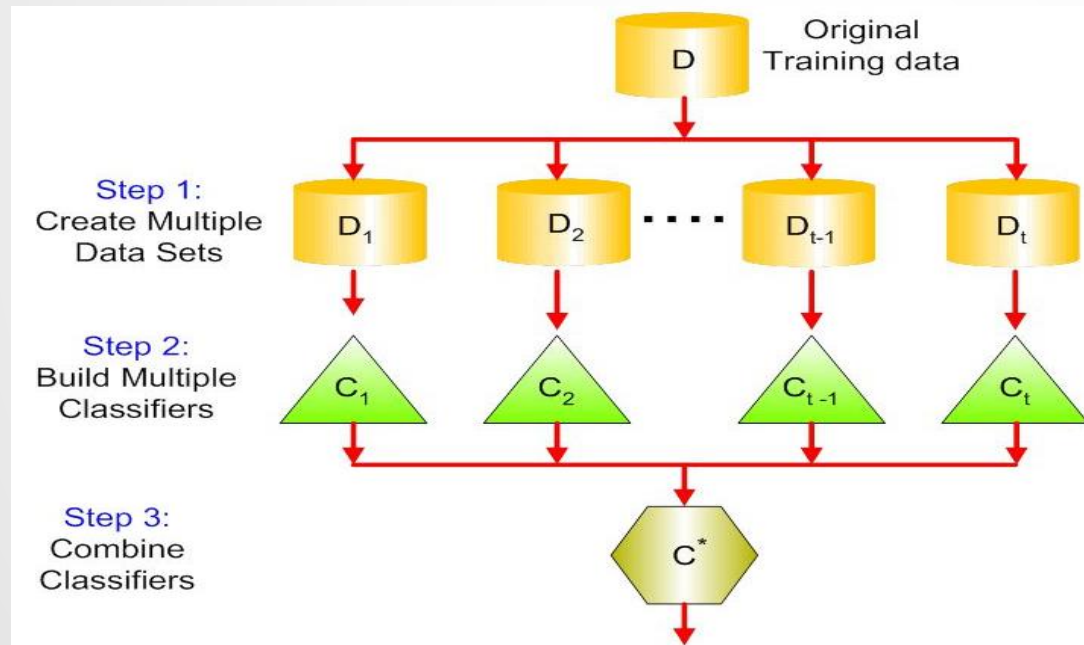 D
Original
Training data
Step 1:
Create Multiple
Data Sets
D₁
D₂
....
Dₜ₋₁
Dₜ
Step 2:
Build Multiple
Classifiers
C₁
C₂
Cₜ ₋₁
Cₜ
Step 3:
Combine
Classifiers
C*